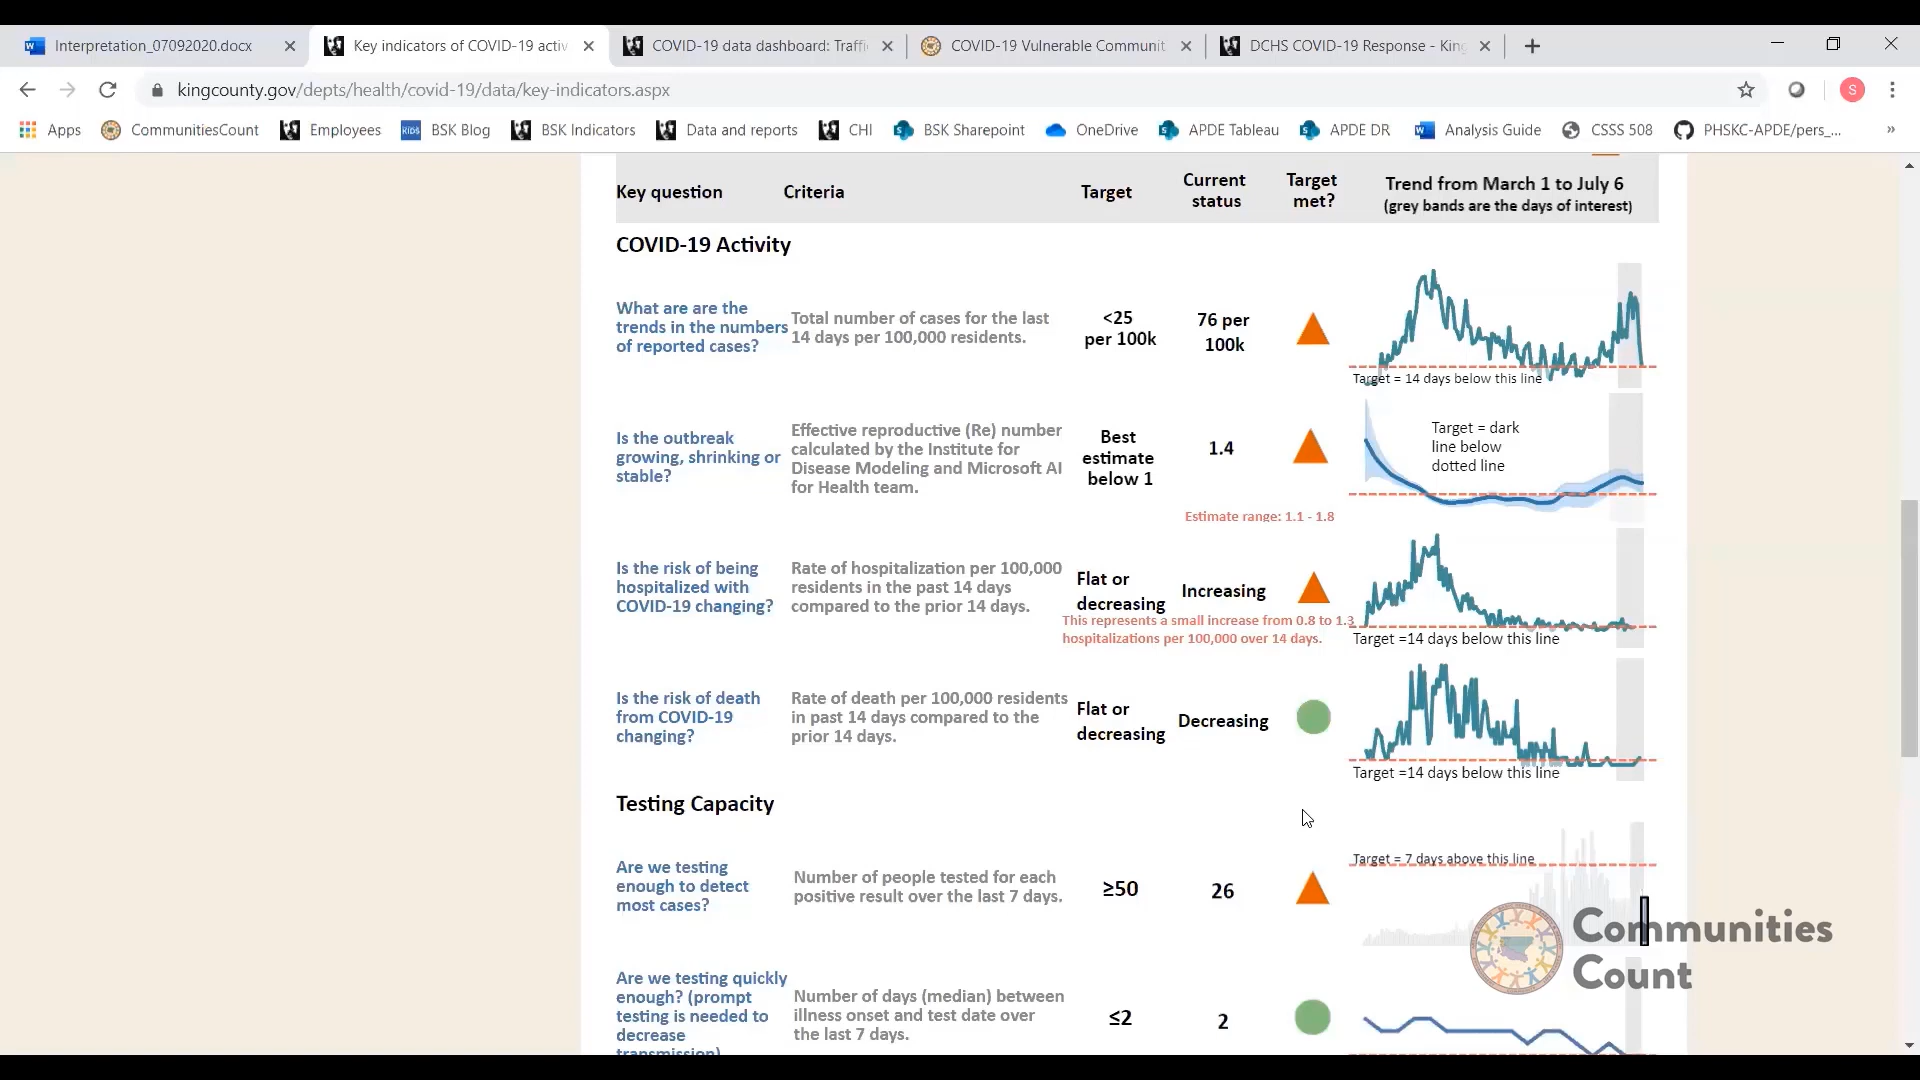 Interpretation_07092020.docx
Key indicators of COVID-19 activ
COVID-19 data dashboard: Traffi
COVID-19 Vulnerable Communit
DCHS COVID-19 Response - King
kingcounty.gov/depts/health/covid-19/data/key-indicators.aspx
S
Apps CommunitiesCount Employees KIDS BSK Blog BSK Indicators Data and reports CHI BSK Sharepoint OneDrive APDE Tableau APDE DR Analysis Guide CSSS 508 PHSKC-APDE/pers_... »
Key question
Criteria
Target
Current
status
Target
met?
Trend from March 1 to July 6
(grey bands are the days of interest)
COVID-19 Activity
What are are the
trends in the numbers
of reported cases?
Total number of cases for the last
14 days per 100,000 residents.
<25
per 100k
76 per
100k
Target = 14 days below this line
Is the outbreak
growing, shrinking or
stable?
Effective reproductive (Re) number
calculated by the Institute for
Disease Modeling and Microsoft AI
for Health team.
Best
estimate
below 1
1.4
Estimate range: 1.1 - 1.8
Target = dark
line below
dotted line
Is the risk of being
hospitalized with
COVID-19 changing?
Rate of hospitalization per 100,000
residents in the past 14 days
compared to the prior 14 days.
Flat or
decreasing
Increasing
This represents a small increase from 0.8 to 1.3
hospitalizations per 100,000 over 14 days.
Target =14 days below this line
Is the risk of death
from COVID-19
changing?
Rate of death per 100,000 residents
in past 14 days compared to the
prior 14 days.
Flat or
decreasing
Decreasing
Target =14 days below this line
Testing Capacity
Are we testing
enough to detect
most cases?
Number of people tested for each
positive result over the last 7 days.
≥50
26
Target = 7 days above this line
Are we testing quickly
enough? (prompt
testing is needed to
decrease
transmission)
Number of days (median) between
illness onset and test date over
the last 7 days.
≤2
2
Communities
Count